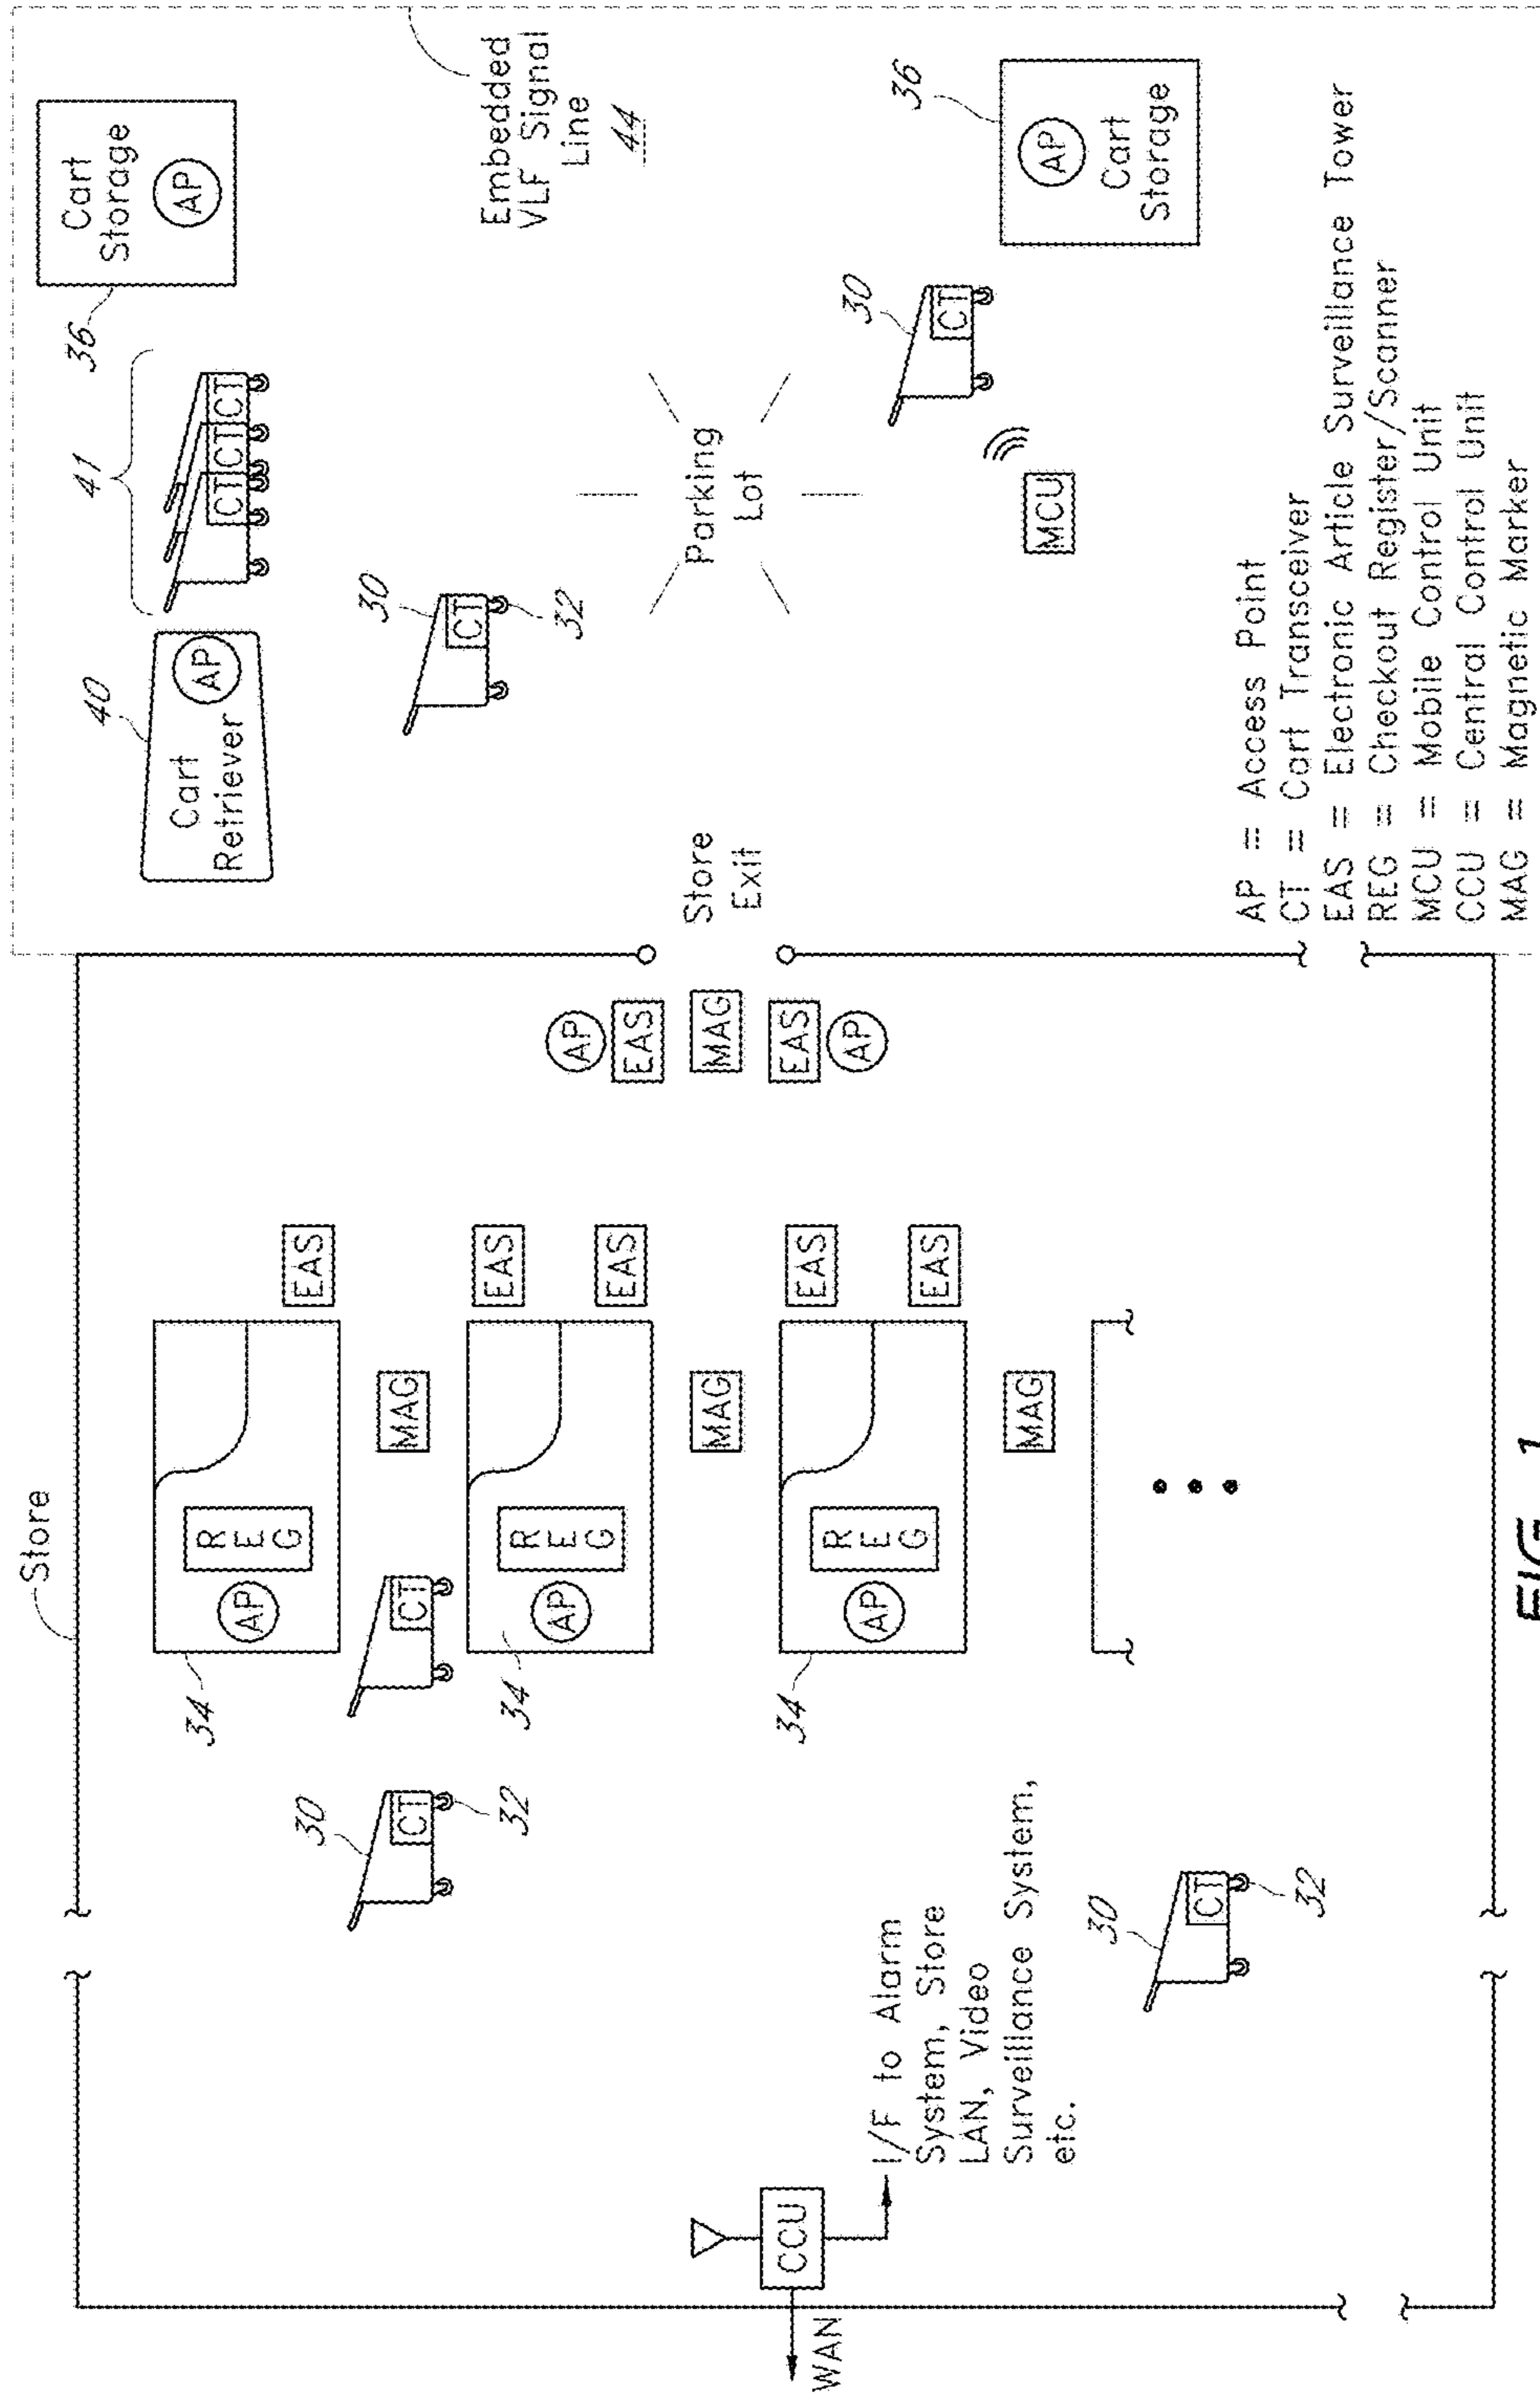 Store
34
AP
R
E
G
EAS
30
CT
32
CT
MAG
34
AP
R
E
G
EAS
EAS
MAG
34
AP
R
E
G
EAS
EAS
MAG
AP
EAS
MAG
EAS
AP
Store
Exit
WAN
CCU
I/F to Alarm
System, Store
LAN, Video
Surveillance System,
etc.
30
CT
32
40
Cart
Retriever
AP
41
CT
CT
CT
36
Cart
Storage
AP
30
CT
32
Embedded
VLF Signal
Line
44
Parking
Lot
MCU
30
CT
36
AP
Cart
Storage
AP = Access Point
CT = Cart Transceiver
EAS = Electronic Article Surveillance Tower
REG = Checkout Register/Scanner
MCU = Mobile Control Unit
CCU = Central Control Unit
MAG = Magnetic Marker
FIG. 1